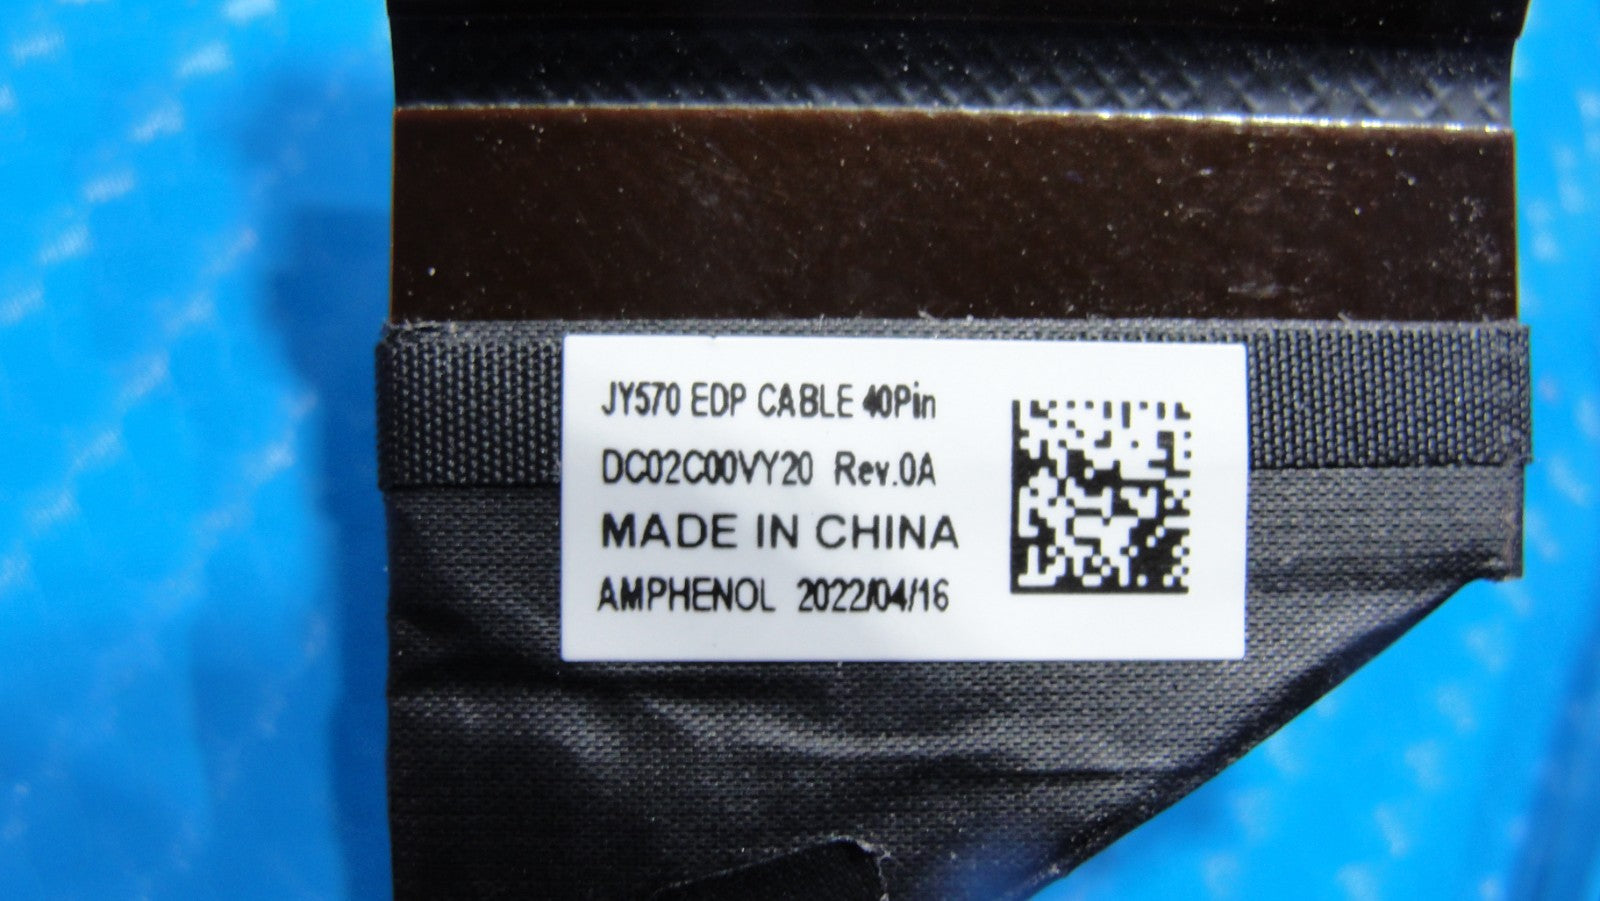 JY570 EDP CABLE 40Pin
DC02C00VY20 Rev.0A
MADE IN CHINA
AMPHENOL 2022/04/16